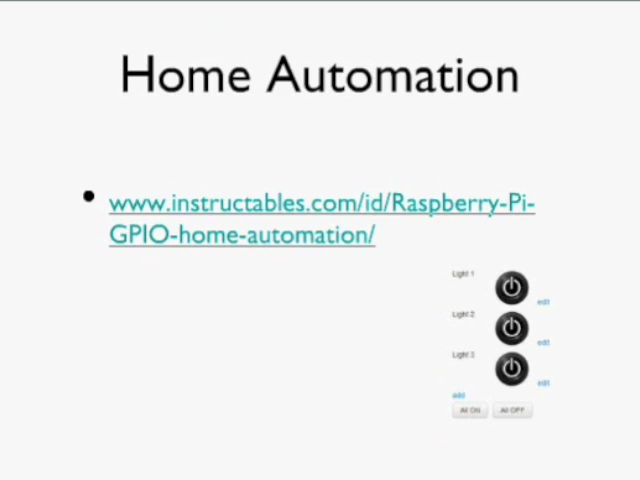 Home Automation
• www.instructables.com/id/Raspberry-Pi-
GPIO-home-automation/
Light 1
edit
Light 2
edit
Light 3
edit
add
All ON All OFF